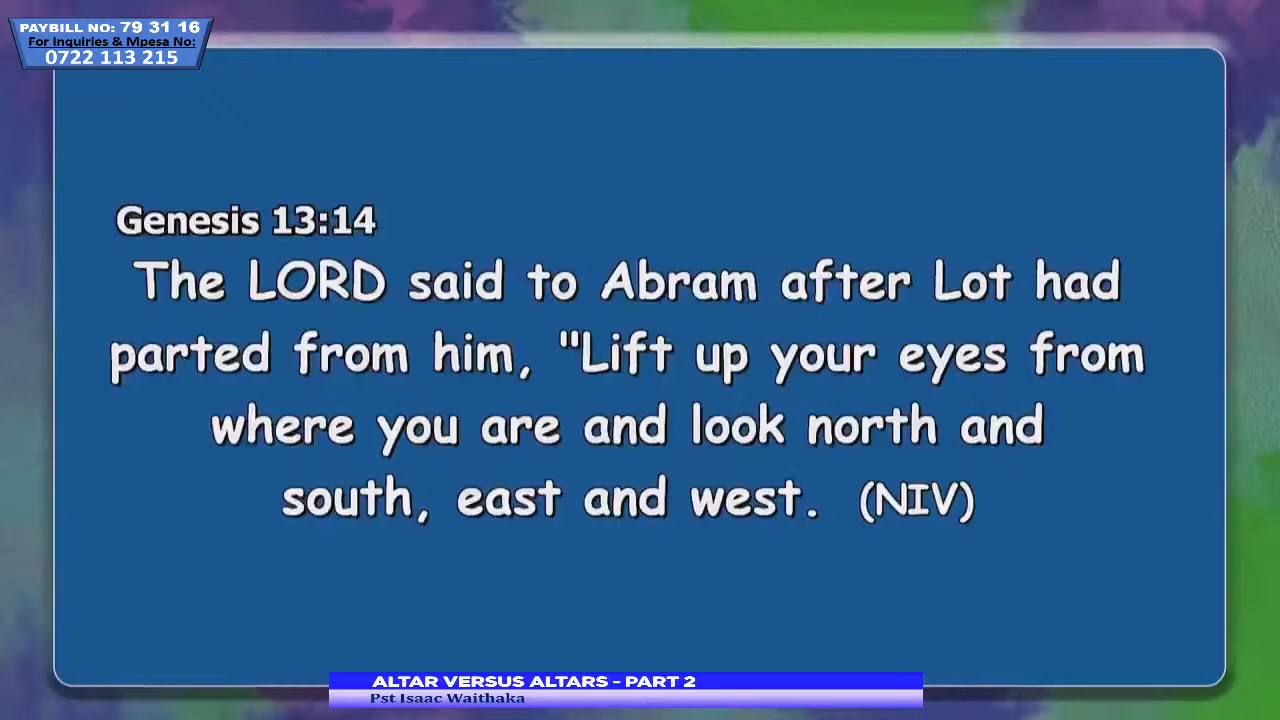 PAYBILL NO: 79 31 16
For Inquiries & Mpesa No:
0722 113 215
Genesis 13:14
The LORD said to Abram after Lot had
parted from him, "Lift up your eyes from
where you are and look north and
south, east and west. (NIV)
ALTAR VERSUS ALTARS - PART 2
Pst Isaac Waithaka